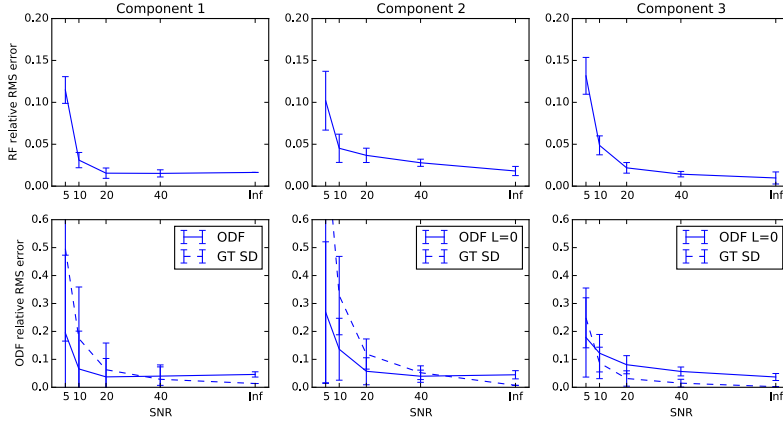 Component 1
Component 2
Component 3
RF relative RMS error
0.20
0.15
0.10
0.05
0.00
5 10 20 40 Inf
0.20
0.15
0.10
0.05
0.00
5 10 20 40 Inf
0.20
0.15
0.10
0.05
0.00
5 10 20 40 Inf
ODF relative RMS error
0.6
0.5
0.4
0.3
0.2
0.1
0.0
ODF
GT SD
5 10 20 40 Inf
SNR
0.6
0.5
0.4
0.3
0.2
0.1
0.0
ODF L=0
GT SD
5 10 20 40 Inf
SNR
0.6
0.5
0.4
0.3
0.2
0.1
0.0
ODF L=0
GT SD
5 10 20 40 Inf
SNR